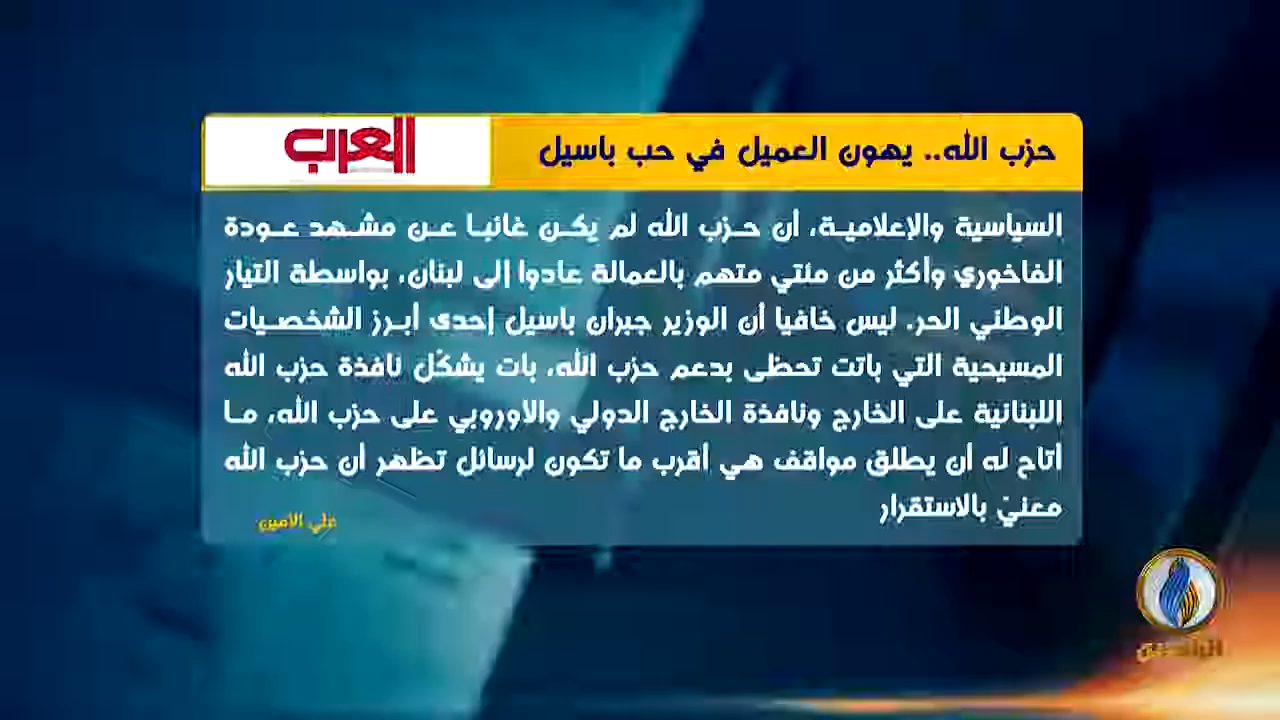 حزب الله.. يهون العميل في حب باسيل
العرب
السياسية والإعلامية، أن حزب الله لم يكن غائبا عن مشهد عودة
الفاخوري وأكثر من مئتي متهم بالعمالة عادوا إلى لبنان، بواسطة التيار
الوطني الحر. ليس خافيا أن الوزير جبران باسيل إحدى أبرز الشخصيات
المسيحية التي باتت تحظى بدعم حزب الله، بات يشكّل نافذة حزب الله
اللبنانية على الخارج ونافذة الخارج الدولي والأوروبي على حزب الله، ما
أتاح له أن يطلق مواقف هي أقرب ما تكون لرسائل تظهر أن حزب الله
معنيّ بالاستقرار
علي الأمين